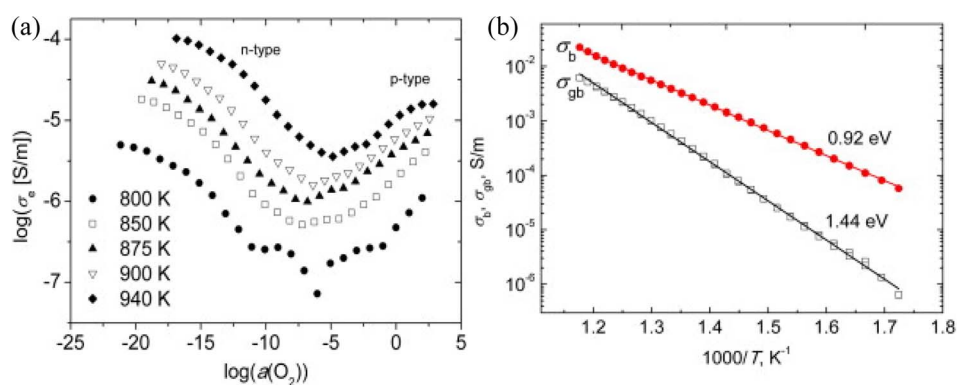 (a)
log(σe [S/m])
-4
-5
-6
-7
n-type
p-type
800 K
850 K
875 K
900 K
940 K
-25 -20 -15 -10 -5 0 5
log(a(O2))
(b)
σb, σgb, S/m
10-2
10-3
10-4
10-5
10-6
σb
σgb
0.92 eV
1.44 eV
1.2 1.3 1.4 1.5 1.6 1.7 1.8
1000/T, K-1